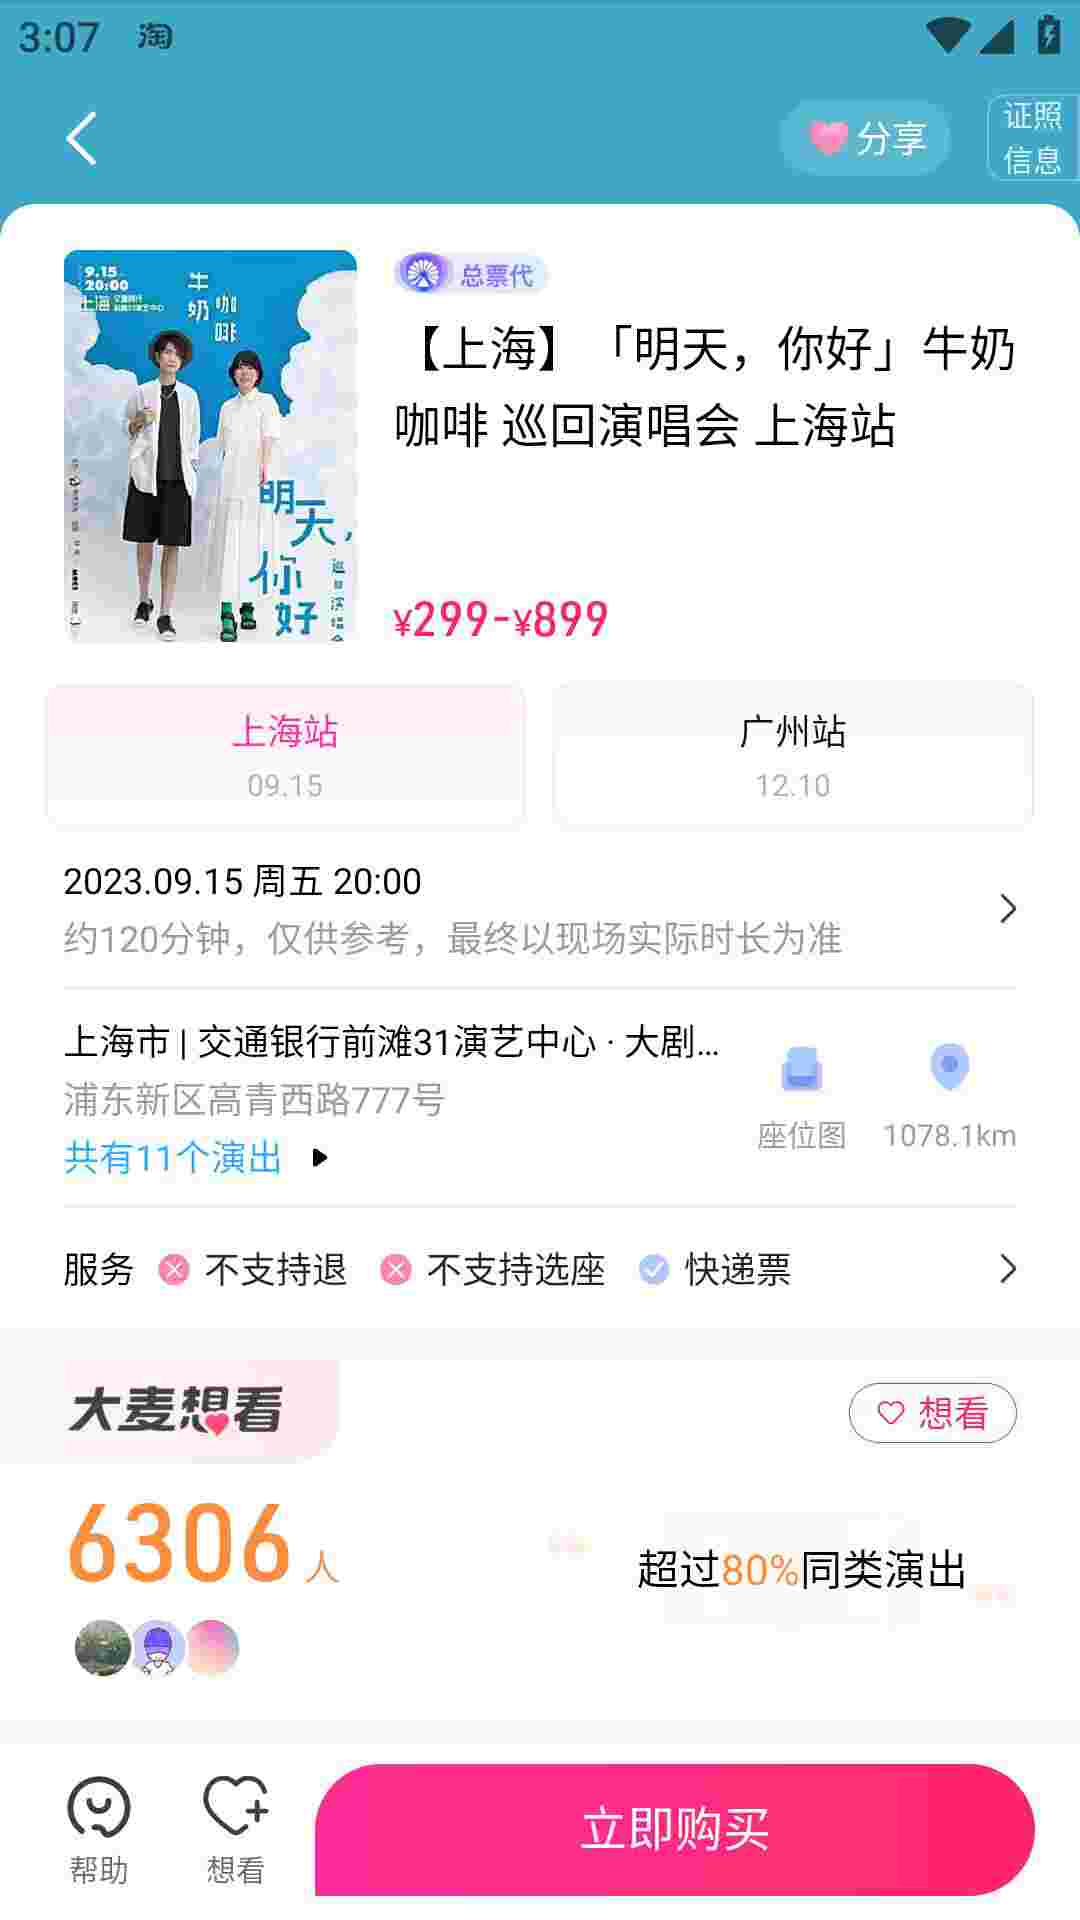 3:07 淘
分享
证照
信息
9.15
20:00
上海
牛奶
咖啡
明天,
你好
总票代
【上海】「明天，你好」牛奶
咖啡 巡回演唱会 上海站
¥299-¥899
上海站
09.15
广州站
12.10
2023.09.15 周五 20:00
约120分钟，仅供参考，最终以现场实际时长为准
上海市 | 交通银行前滩31演艺中心 · 大剧...
浦东新区高青西路777号
共有11个演出
座位图
1078.1km
服务 不支持退 不支持选座 快递票
大麦想看
想看
6306人
超过80%同类演出
帮助
想看
立即购买